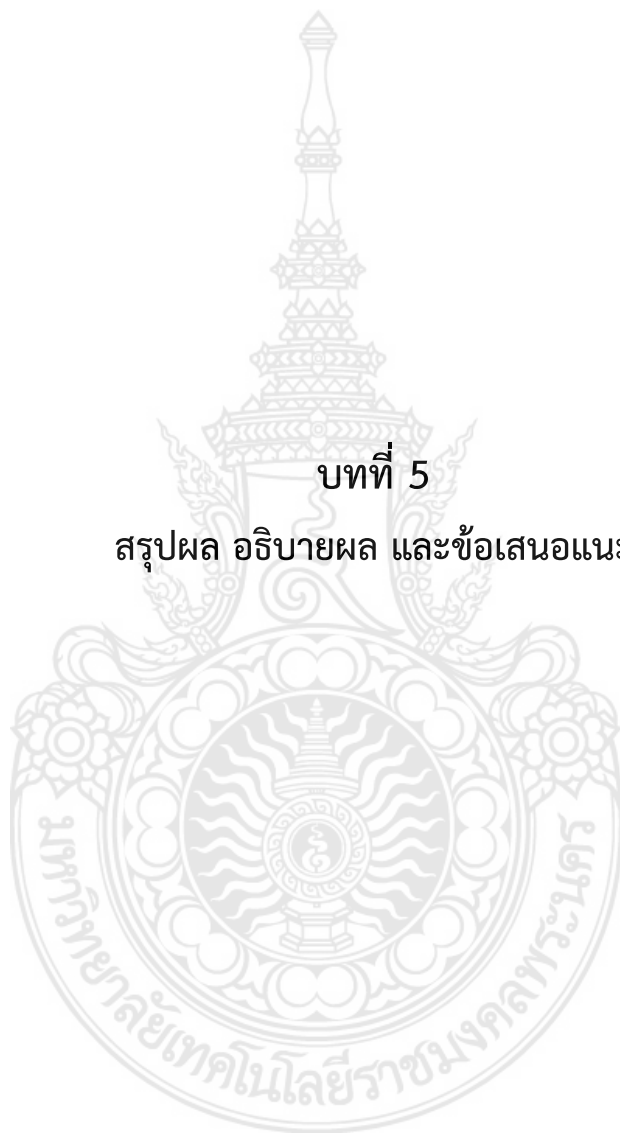 บทที่ 5
สรุปผล อธิบายผล และข้อเสนอแนะ
มหาวิทยาลัยเทคโนโลยีราชมงคลพระนคร